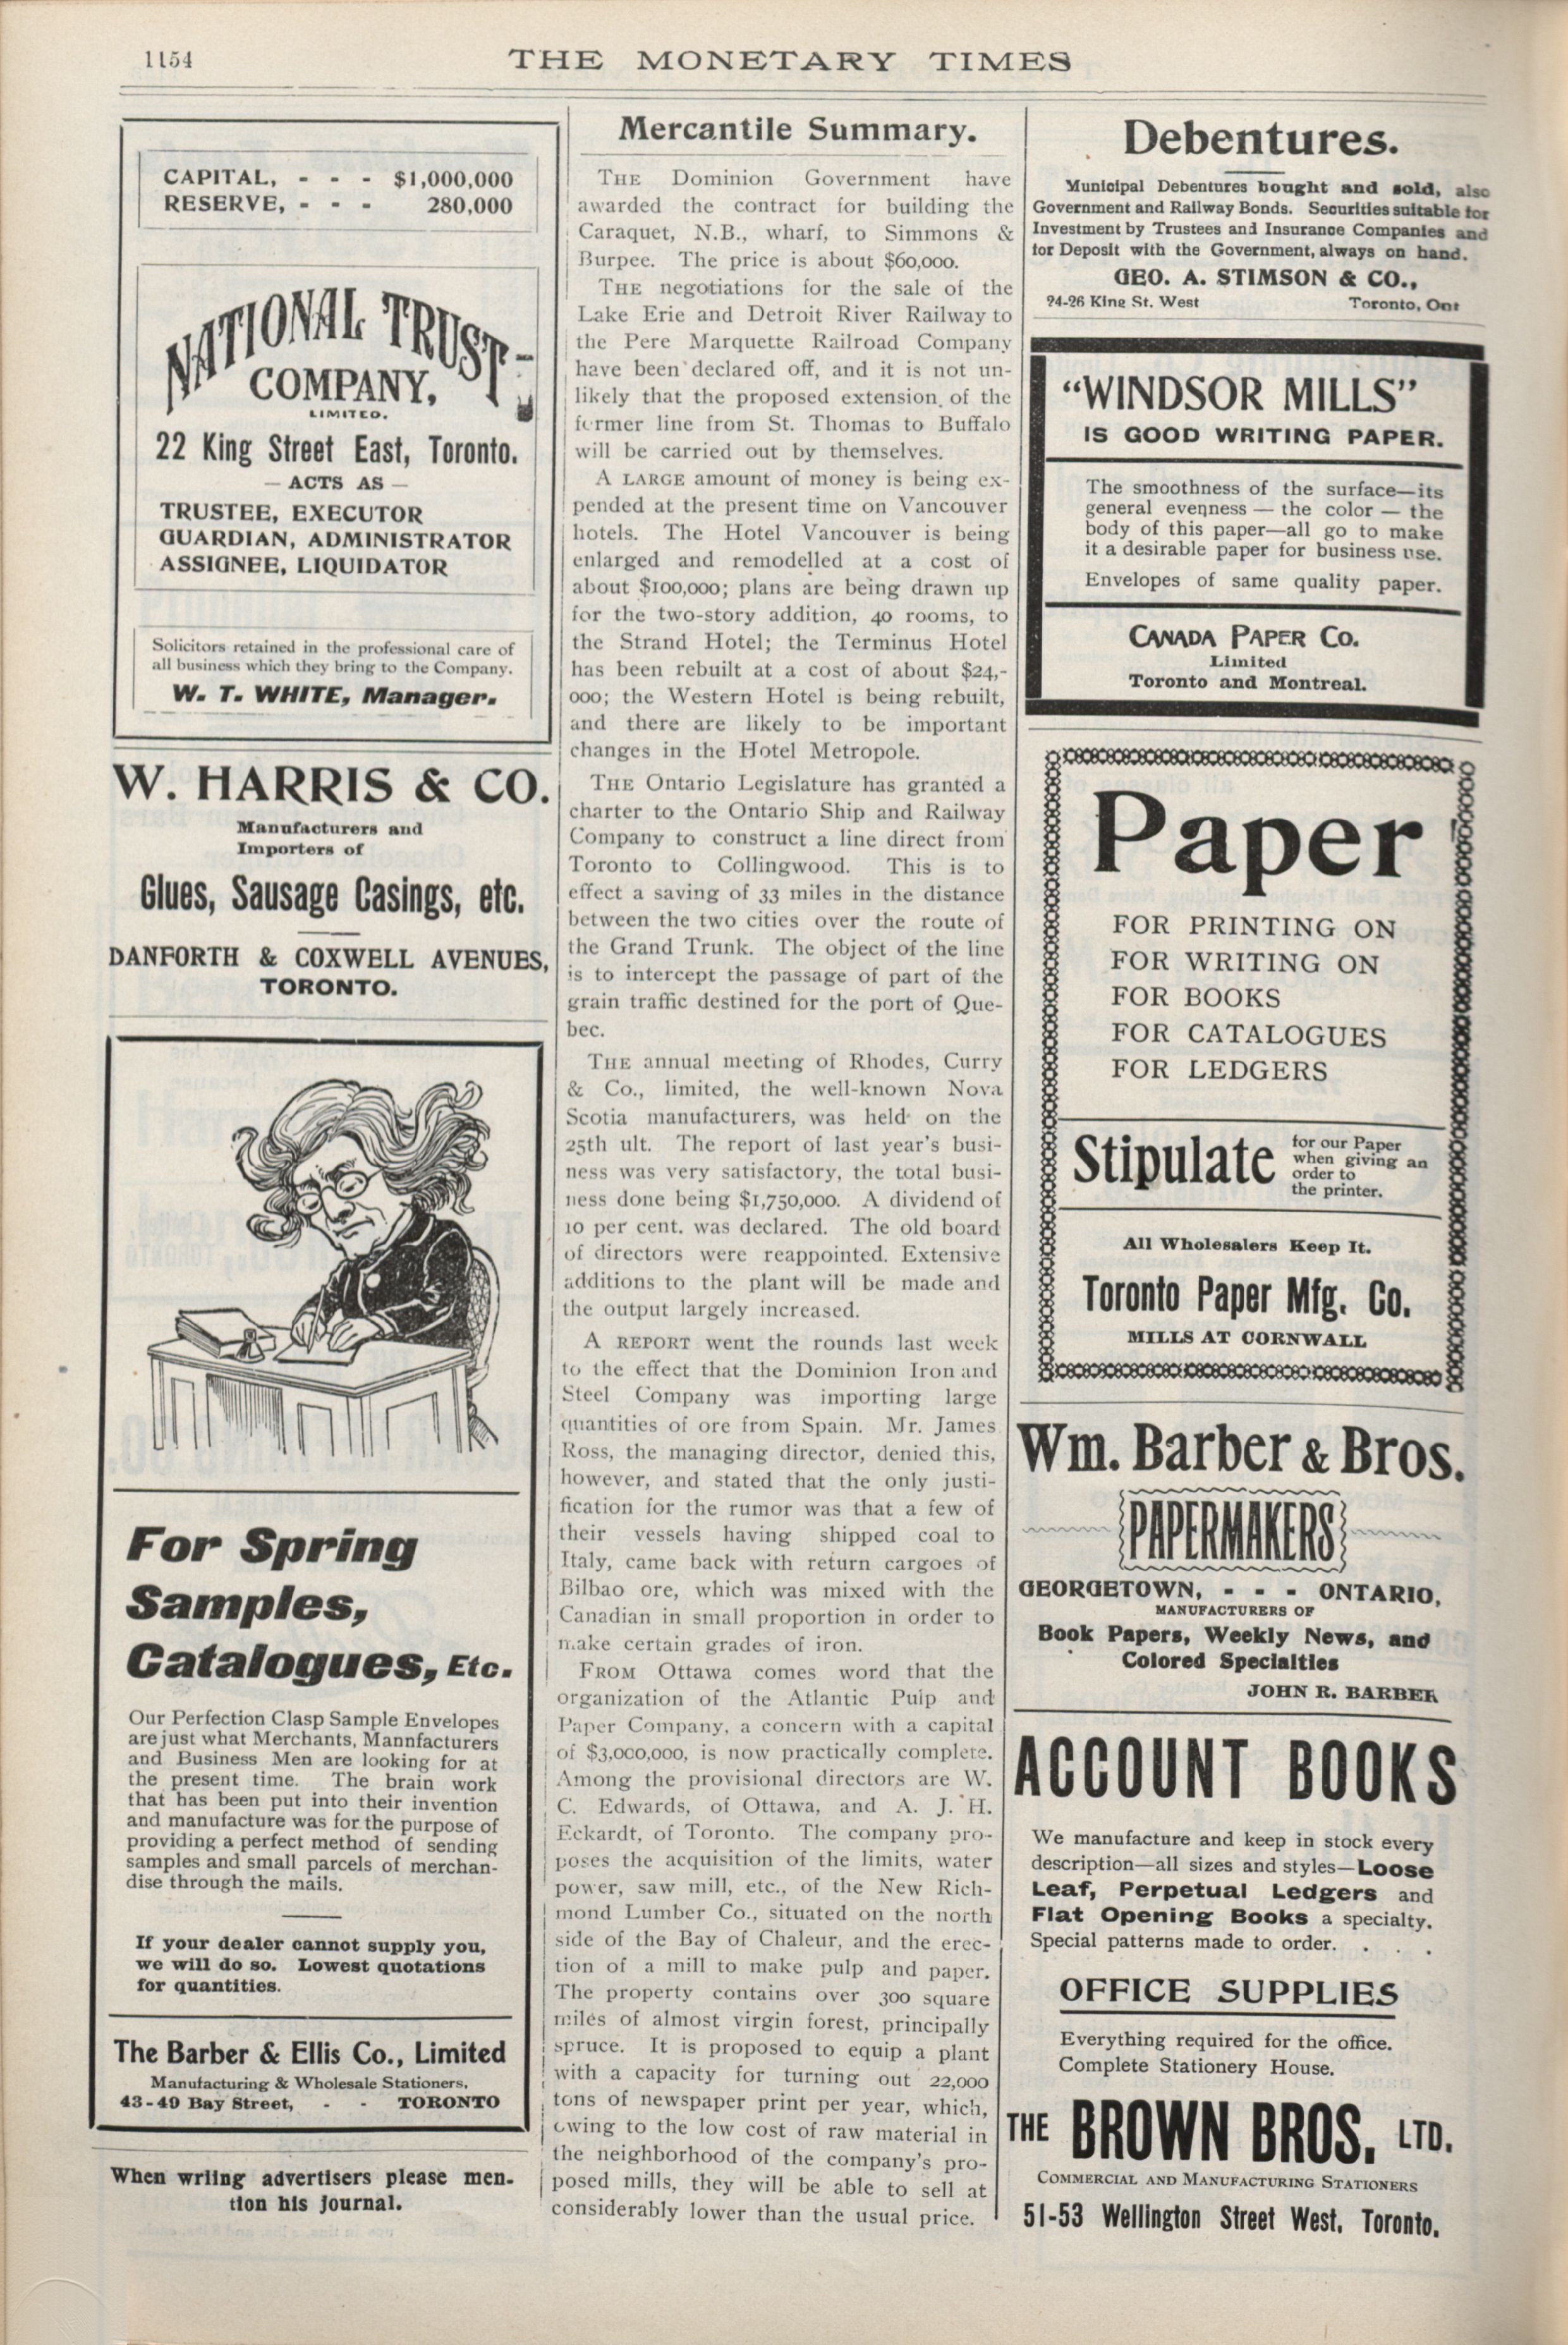 1154
THE MONETARY TIMES
CAPITAL, - - - $1,000,000
RESERVE, - - - 280,000
NATIONAL TRUST
COMPANY,
LIMITED.
22 King Street East, Toronto.
— ACTS AS —
TRUSTEE, EXECUTOR
GUARDIAN, ADMINISTRATOR
ASSIGNEE, LIQUIDATOR
Solicitors retained in the professional care of
all business which they bring to the Company.
W. T. WHITE, Manager.
W. HARRIS & CO.
Manufacturers and
Importers of
Glues, Sausage Casings, etc.
DANFORTH & COXWELL AVENUES,
TORONTO.
For Spring
Samples,
Catalogues, Etc.
Our Perfection Clasp Sample Envelopes
are just what Merchants, Mannfacturers
and Business Men are looking for at
the present time. The brain work
that has been put into their invention
and manufacture was for the purpose of
providing a perfect method of sending
samples and small parcels of merchan-
dise through the mails.
If your dealer cannot supply you,
we will do so. Lowest quotations
for quantities.
The Barber & Ellis Co., Limited
Manufacturing & Wholesale Stationers,
43-49 Bay Street, - - TORONTO
When wriing advertisers please men-
tion his journal.
Mercantile Summary.
THE Dominion Government have
awarded the contract for building the
Caraquet, N.B., wharf, to Simmons &
Burpee. The price is about $60,000.
THE negotiations for the sale of the
Lake Erie and Detroit River Railway to
the Pere Marquette Railroad Company
have been declared off, and it is not un-
likely that the proposed extension of the
former line from St. Thomas to Buffalo
will be carried out by themselves.
A LARGE amount of money is being ex-
pended at the present time on Vancouver
hotels. The Hotel Vancouver is being
enlarged and remodelled at a cost of
about $100,000; plans are being drawn up
for the two-story addition, 40 rooms, to
the Strand Hotel; the Terminus Hotel
has been rebuilt at a cost of about $24,-
000; the Western Hotel is being rebuilt,
and there are likely to be important
changes in the Hotel Metropole.
THE Ontario Legislature has granted a
charter to the Ontario Ship and Railway
Company to construct a line direct from
Toronto to Collingwood. This is to
effect a saving of 33 miles in the distance
between the two cities over the route of
the Grand Trunk. The object of the line
is to intercept the passage of part of the
grain traffic destined for the port of Que-
bec.
THE annual meeting of Rhodes, Curry
& Co., limited, the well-known Nova
Scotia manufacturers, was held on the
25th ult. The report of last year's busi-
ness was very satisfactory, the total busi-
ness done being $1,750,000. A dividend of
10 per cent. was declared. The old board
of directors were reappointed. Extensive
additions to the plant will be made and
the output largely increased.
A REPORT went the rounds last week
to the effect that the Dominion Iron and
Steel Company was importing large
quantities of ore from Spain. Mr. James
Ross, the managing director, denied this,
however, and stated that the only justi-
fication for the rumor was that a few of
their vessels having shipped coal to
Italy, came back with return cargoes of
Bilbao ore, which was mixed with the
Canadian in small proportion in order to
make certain grades of iron.
FROM Ottawa comes word that the
organization of the Atlantic Pulp and
Paper Company, a concern with a capital
of $3,000,000, is now practically complete.
Among the provisional directors are W.
C. Edwards, of Ottawa, and A. J. H.
Eckardt, of Toronto. The company pro-
poses the acquisition of the limits, water
power, saw mill, etc., of the New Rich-
mond Lumber Co., situated on the north
side of the Bay of Chaleur, and the erec-
tion of a mill to make pulp and paper.
The property contains over 300 square
miles of almost virgin forest, principally
spruce. It is proposed to equip a plant
with a capacity for turning out 22,000
tons of newspaper print per year, which,
owing to the low cost of raw material in
the neighborhood of the company's pro-
posed mills, they will be able to sell at
considerably lower than the usual price.
Debentures.
Municipal Debentures bought and sold, also
Government and Railway Bonds. Securities suitable for
Investment by Trustees and Insurance Companies and
for Deposit with the Government, always on hand.
GEO. A. STIMSON & CO.,
24-26 King St. West Toronto, Ont
"WINDSOR MILLS"
IS GOOD WRITING PAPER.
The smoothness of the surface—its
general evenness — the color — the
body of this paper—all go to make
it a desirable paper for business use.
Envelopes of same quality paper.
CANADA PAPER CO.
Limited
Toronto and Montreal.
Paper
FOR PRINTING ON
FOR WRITING ON
FOR BOOKS
FOR CATALOGUES
FOR LEDGERS
Stipulate for our Paper
when giving an
order to
the printer.
All Wholesalers Keep It.
Toronto Paper Mfg. Co.
MILLS AT CORNWALL
Wm. Barber & Bros.
PAPERMAKERS
GEORGETOWN, - - - ONTARIO,
MANUFACTURERS OF
Book Papers, Weekly News, and
Colored Specialties
JOHN R. BARBER
ACCOUNT BOOKS
We manufacture and keep in stock every
description—all sizes and styles—Loose
Leaf, Perpetual Ledgers and
Flat Opening Books a specialty.
Special patterns made to order. . . .
OFFICE SUPPLIES
Everything required for the office.
Complete Stationery House.
THE BROWN BROS. LTD.
COMMERCIAL AND MANUFACTURING STATIONERS
51-53 Wellington Street West, Toronto.